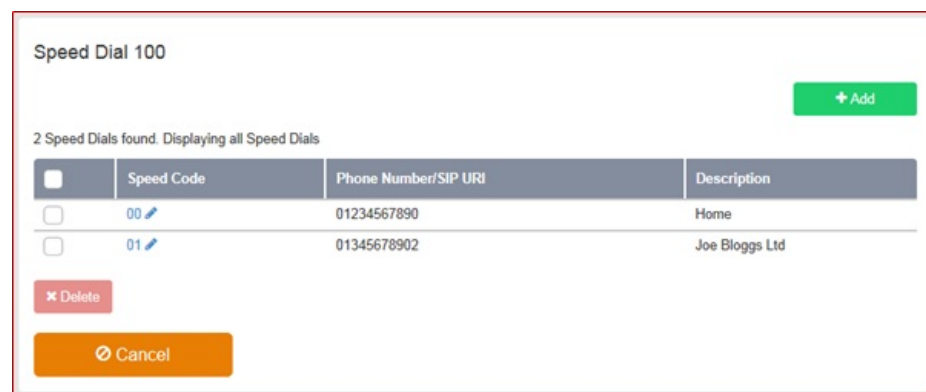 Speed Dial 100
+ Add
2 Speed Dials found. Displaying all Speed Dials
Speed Code Phone Number/SIP URI Description
00 01234567890 Home
01 01345678902 Joe Bloggs Ltd
Delete
Cancel